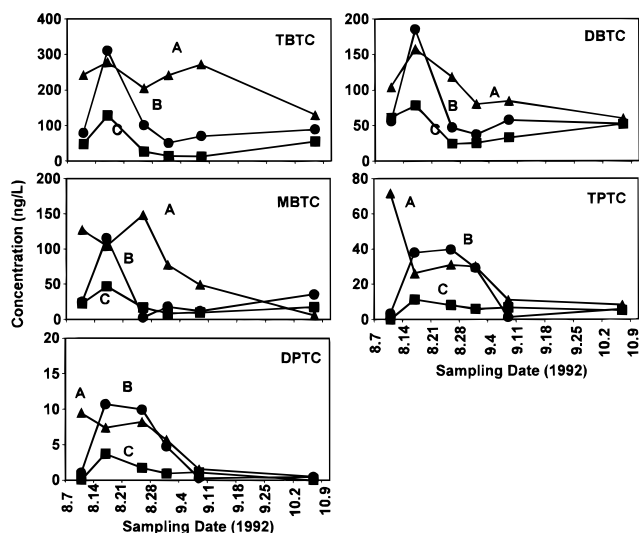 TBTC
400
300
200
100
0
A
B
C
DBTC
200
150
100
50
0
A
B
C
Concentration (ng/L)
MBTC
200
150
100
50
0
A
B
C
TPTC
80
60
40
20
0
A
B
C
8.7
8.14
8.21
8.28
9.4
9.11
9.18
9.25
10.2
10.9
Sampling Date (1992)
DPTC
20
15
10
5
0
A
B
C
8.7
8.14
8.21
8.28
9.4
9.11
9.18
9.25
10.2
10.9
Sampling Date (1992)